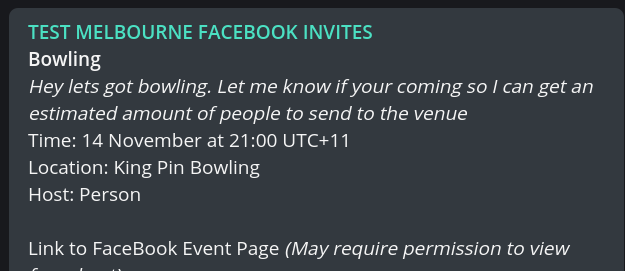 TEST MELBOURNE FACEBOOK INVITES
Bowling
Hey lets got bowling. Let me know if your coming so I can get an
estimated amount of people to send to the venue
Time: 14 November at 21:00 UTC+11
Location: King Pin Bowling
Host: Person
Link to FaceBook Event Page (May require permission to view